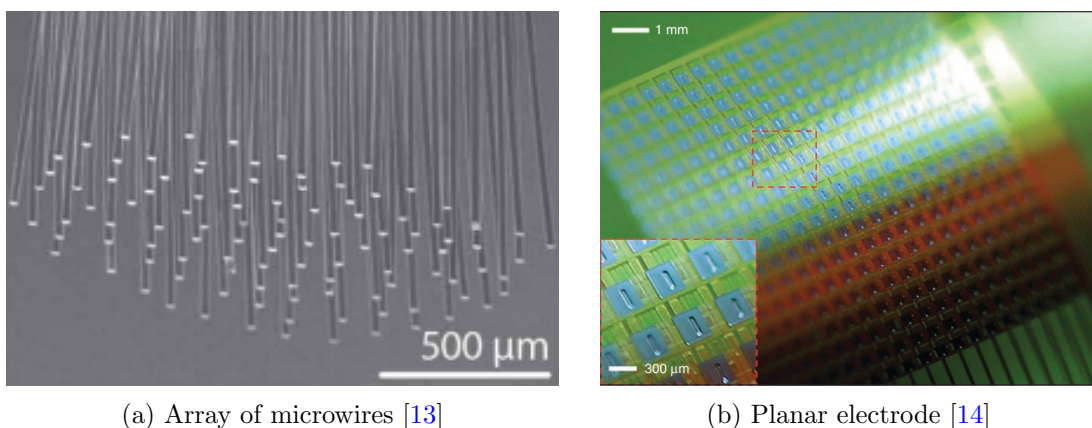 500 μm
1 mm
300 μm
(a) Array of microwires [13]
(b) Planar electrode [14]